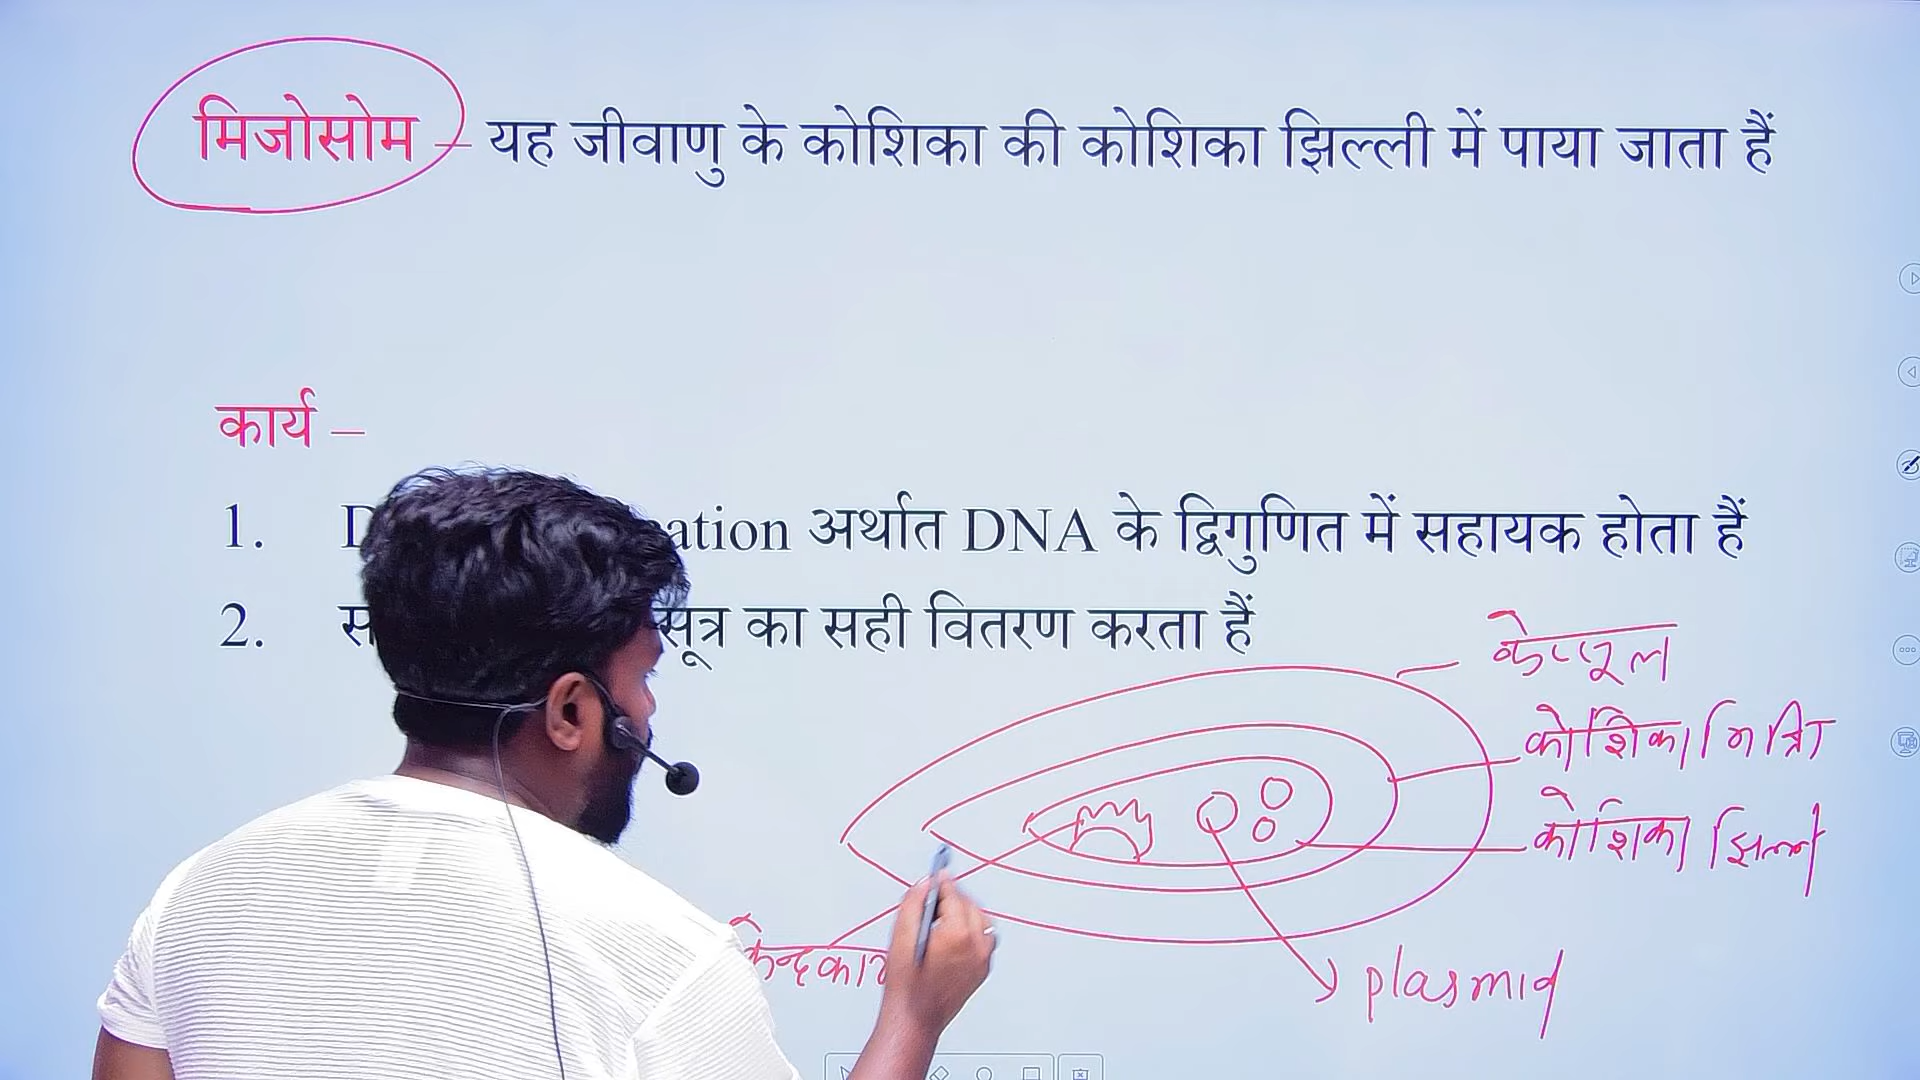 मिजोसोम – यह जीवाणु के कोशिका की कोशिका झिल्ली में पाया जाता हैं
कार्य –
1. ation अर्थात DNA के द्विगुणित में सहायक होता हैं
2. सूत्र का सही वितरण करता हैं
कोशिका
कोशिका झिल्ली
plasmid